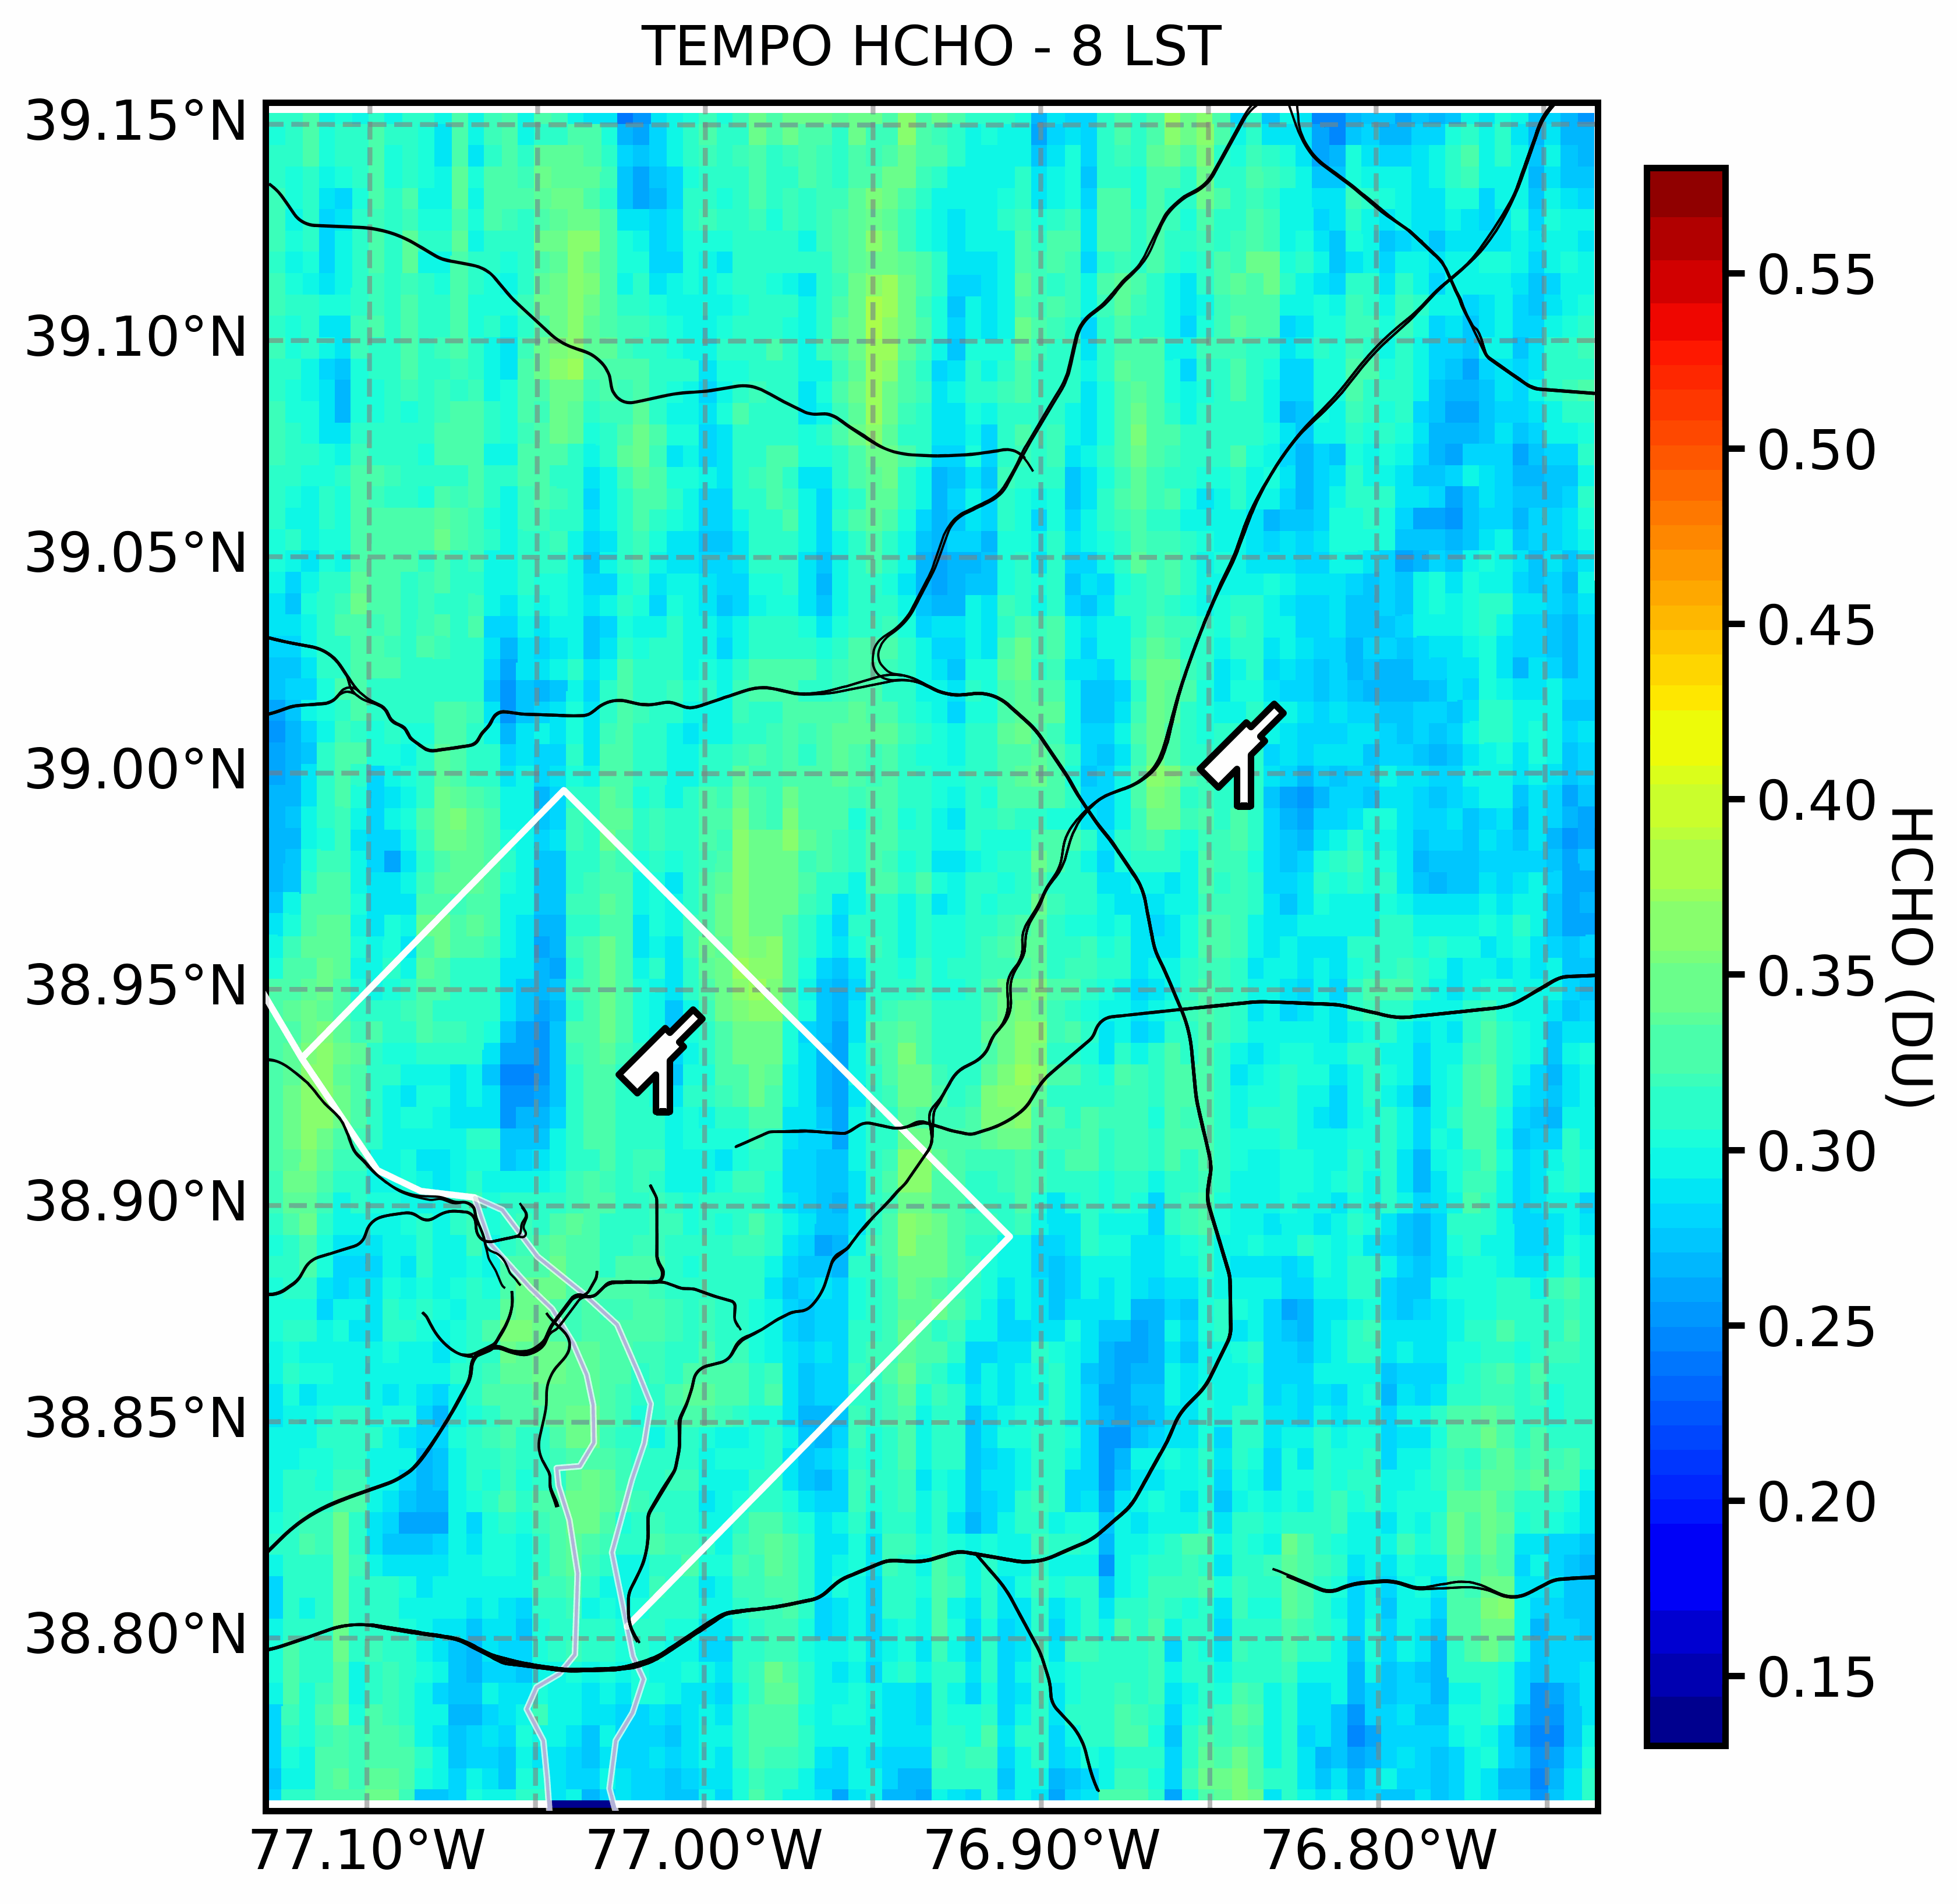 TEMPO HCHO - 8 LST
39.15°N
39.10°N
39.05°N
39.00°N
38.95°N
38.90°N
38.85°N
38.80°N
77.10°W
77.00°W
76.90°W
76.80°W
0.55
0.50
0.45
0.40
0.35
0.30
0.25
0.20
0.15
HCHO (DU)